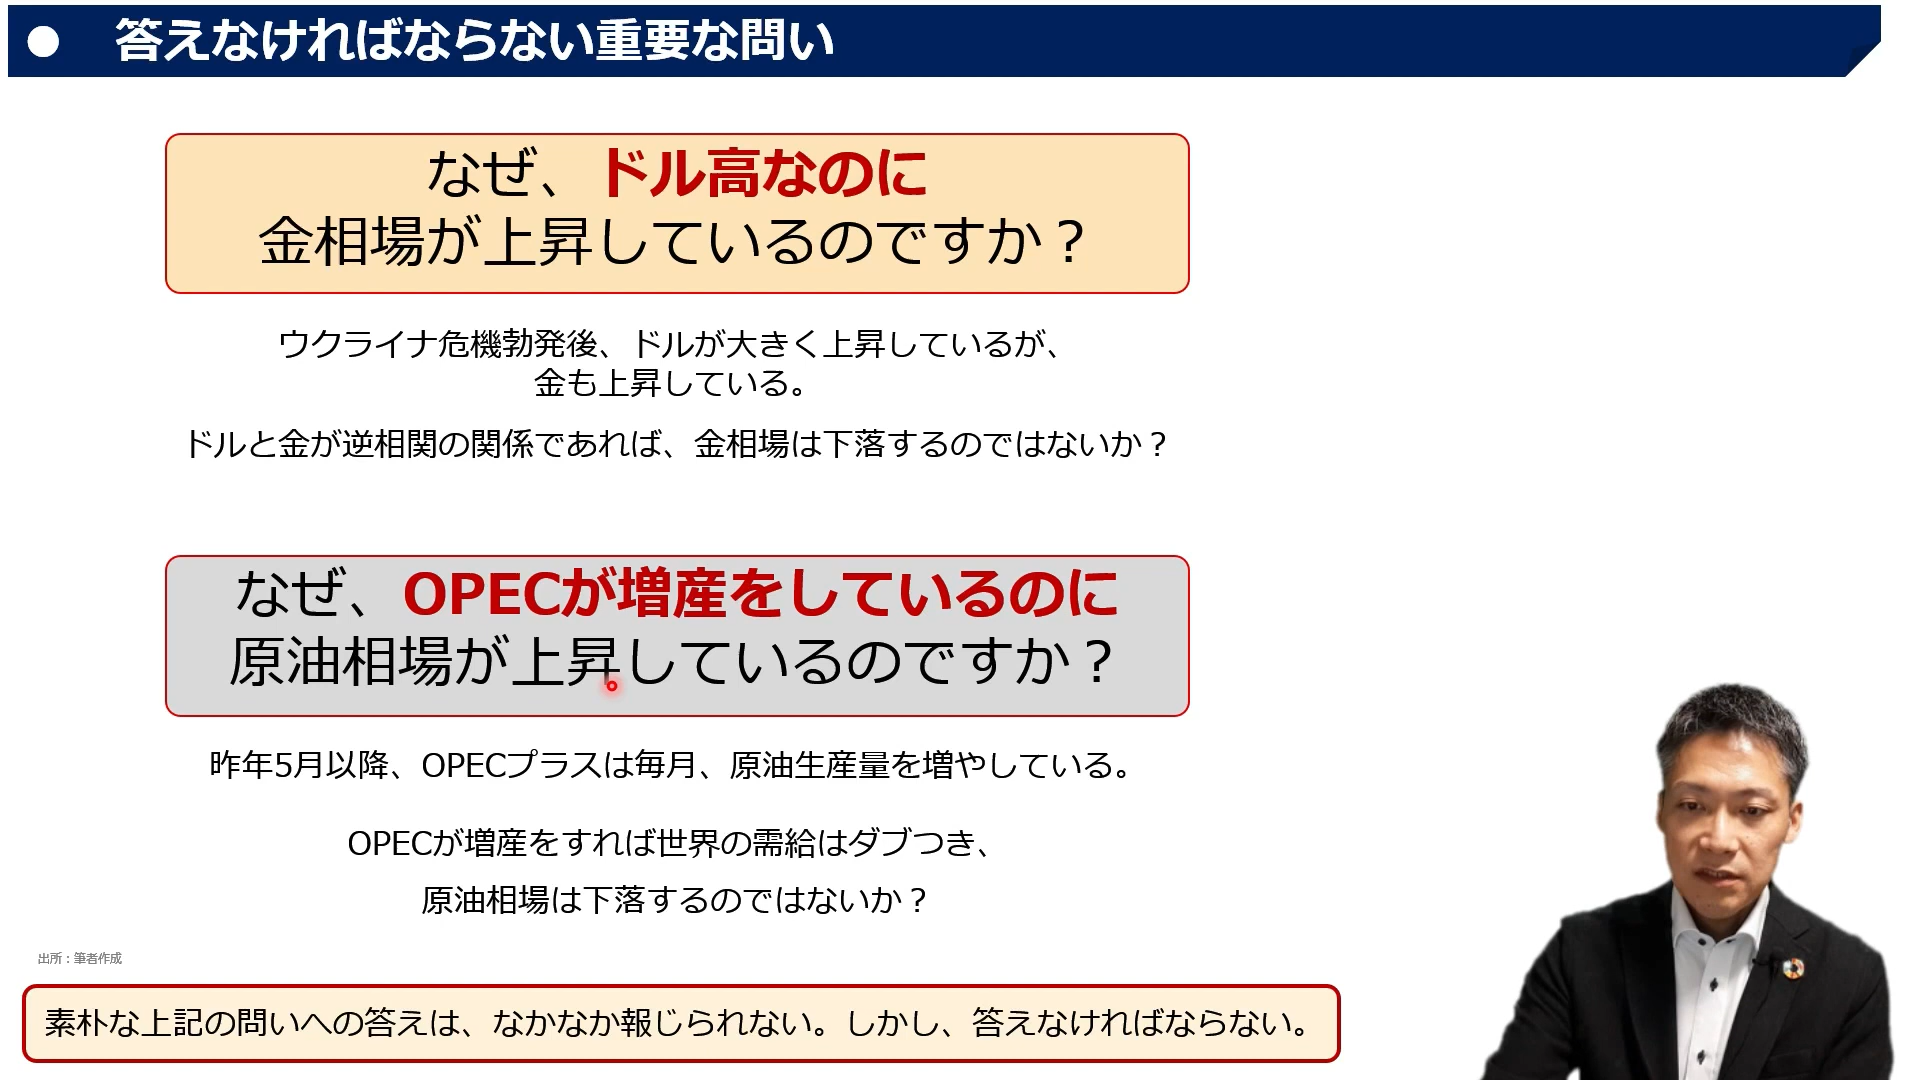 答えなければならない重要な問い
なぜ、ドル高なのに
金相場が上昇しているのですか？
ウクライナ危機勃発後、ドルが大きく上昇しているが、
金も上昇している。
ドルと金が逆相関の関係であれば、金相場は下落するのではないか？
なぜ、OPECが増産をしているのに
原油相場が上昇しているのですか？
昨年5月以降、OPECプラスは毎月、原油生産量を増やしている。
OPECが増産をすれば世界の需給はダブつき、
原油相場は下落するのではないか？
出所：筆者作成
素朴な上記の問いへの答えは、なかなか報じられない。しかし、答えなければならない。